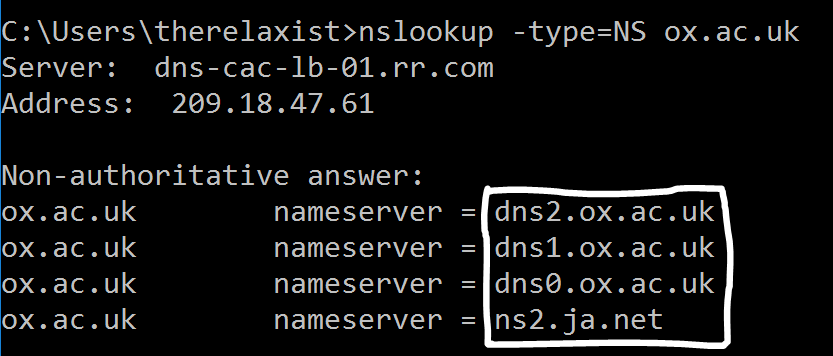 C:\Users\therelaxist>nslookup -type=NS ox.ac.uk
Server:  dns-cac-lb-01.rr.com
Address:  209.18.47.61

Non-authoritative answer:
ox.ac.uk        nameserver = dns2.ox.ac.uk
ox.ac.uk        nameserver = dns1.ox.ac.uk
ox.ac.uk        nameserver = dns0.ox.ac.uk
ox.ac.uk        nameserver = ns2.ja.net